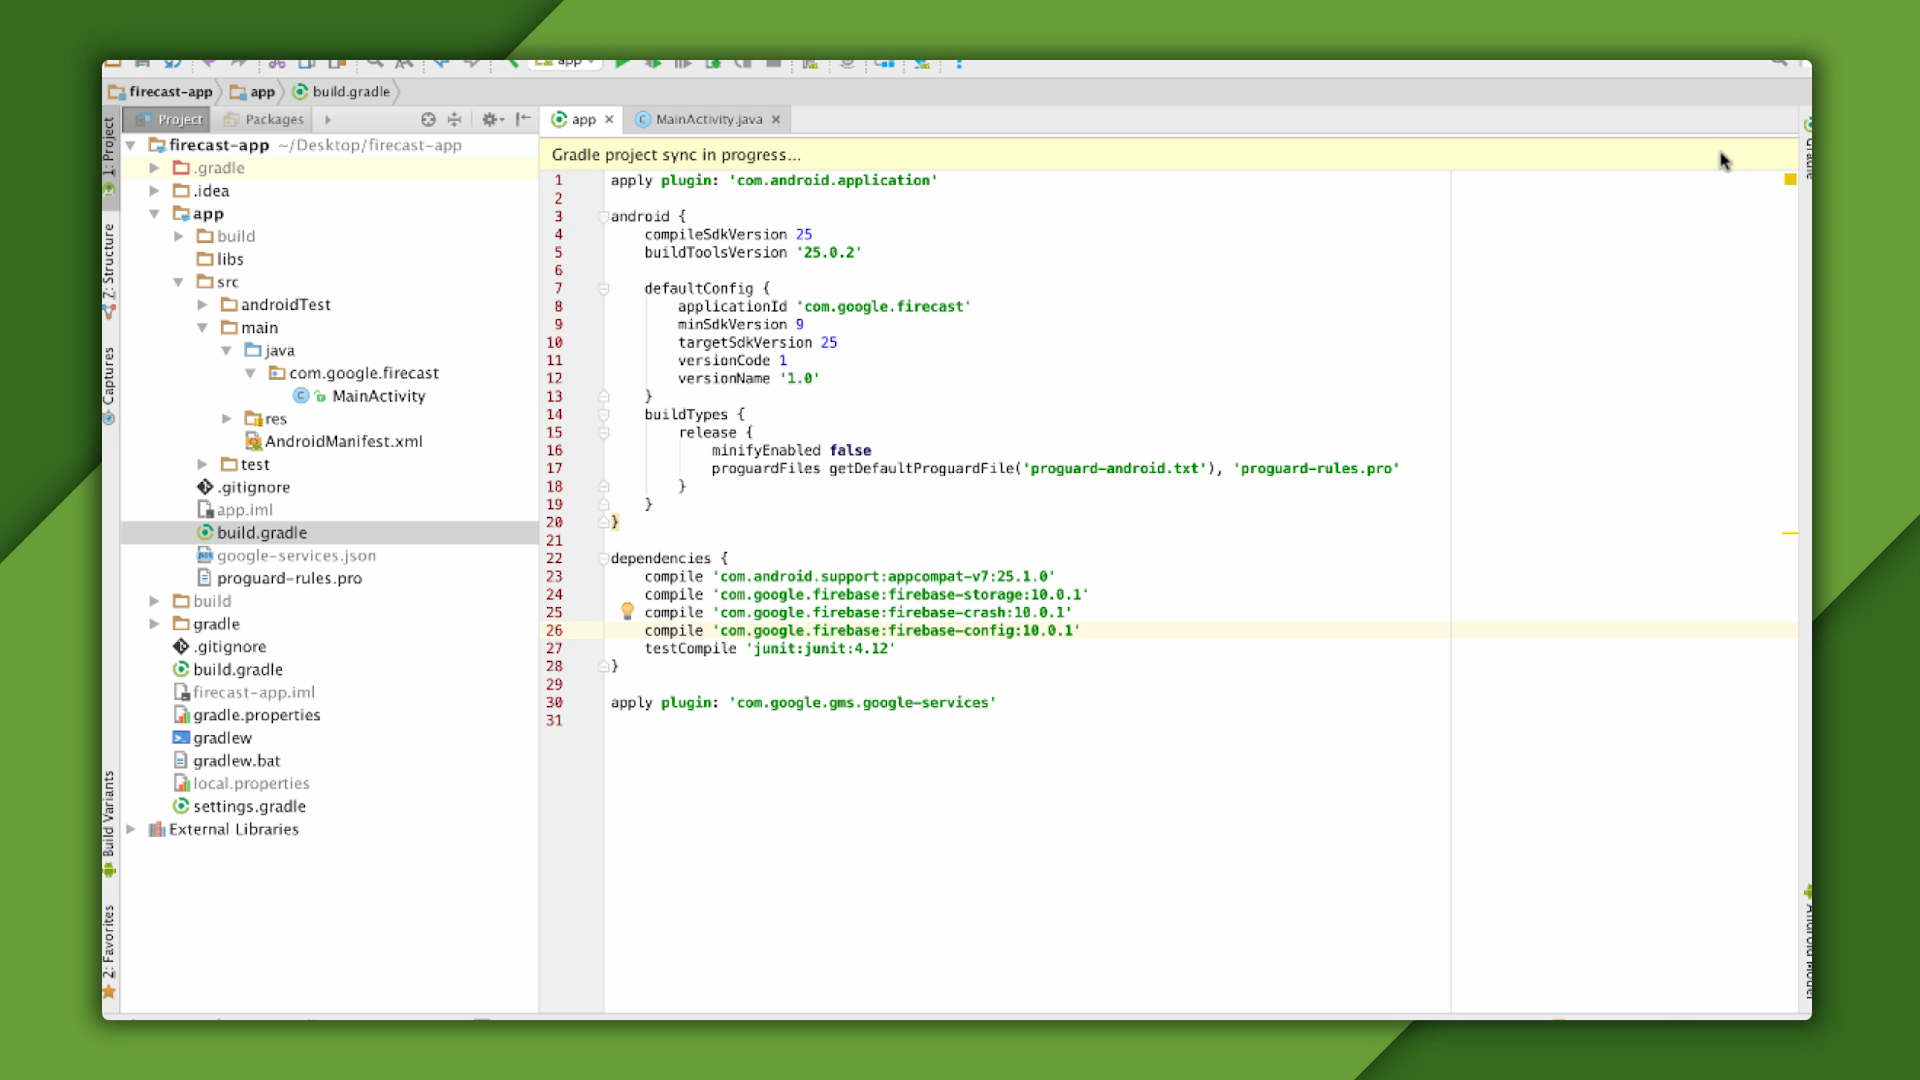 app
firecast-app
app
build.gradle
1: Project
Z: Structure
Captures
Build Variants
2: Favorites
Project
Packages
firecast-app ~/Desktop/firecast-app
.gradle
.idea
app
build
libs
src
androidTest
main
java
com.google.firecast
MainActivity
res
AndroidManifest.xml
test
.gitignore
app.iml
build.gradle
google-services.json
proguard-rules.pro
build
gradle
.gitignore
build.gradle
firecast-app.iml
gradle.properties
gradlew
gradlew.bat
local.properties
settings.gradle
External Libraries
app
MainActivity.java
Gradle project sync in progress...
1 apply plugin: 'com.android.application'
2
3 android {
4 compileSdkVersion 25
5 buildToolsVersion '25.0.2'
6
7 defaultConfig {
8 applicationId 'com.google.firecast'
9 minSdkVersion 9
10 targetSdkVersion 25
11 versionCode 1
12 versionName '1.0'
13 }
14 buildTypes {
15 release {
16 minifyEnabled false
17 proguardFiles getDefaultProguardFile('proguard-android.txt'), 'proguard-rules.pro'
18 }
19 }
20 }
21
22 dependencies {
23 compile 'com.android.support:appcompat-v7:25.1.0'
24 compile 'com.google.firebase:firebase-storage:10.0.1'
25 compile 'com.google.firebase:firebase-crash:10.0.1'
26 compile 'com.google.firebase:firebase-config:10.0.1'
27 testCompile 'junit:junit:4.12'
28 }
29
30 apply plugin: 'com.google.gms.google-services'
31